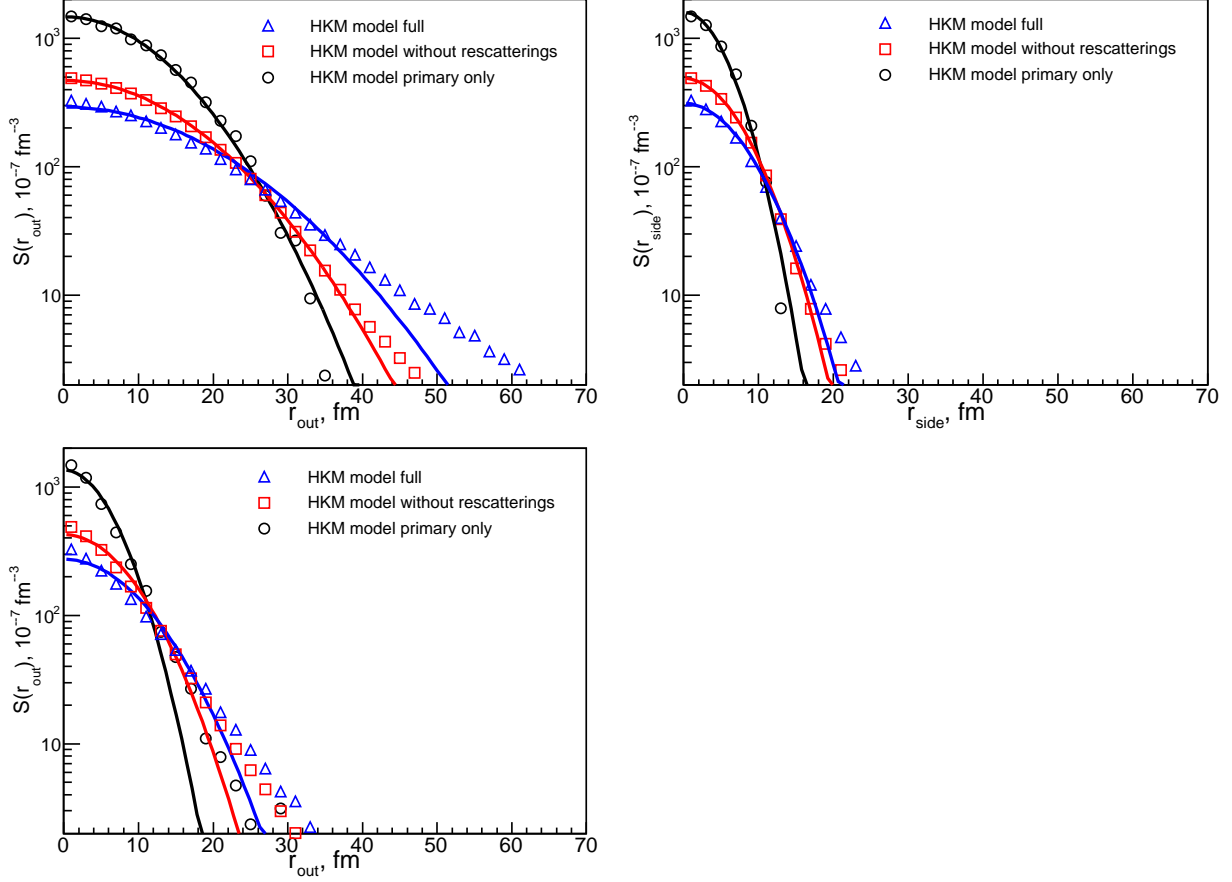 HKM model full
HKM model without rescatterings
HKM model primary only
S(r_out), 10^−7 fm^−3
10^3
10^2
10
0 10 20 30 40 50 60 70
r_out, fm
HKM model full
HKM model without rescatterings
HKM model primary only
S(r_side), 10^−7 fm^−3
10^3
10^2
10
0 10 20 30 40 50 60 70
r_side, fm
HKM model full
HKM model without rescatterings
HKM model primary only
S(r_out), 10^−7 fm^−3
10^3
10^2
10
0 10 20 30 40 50 60 70
r_out, fm